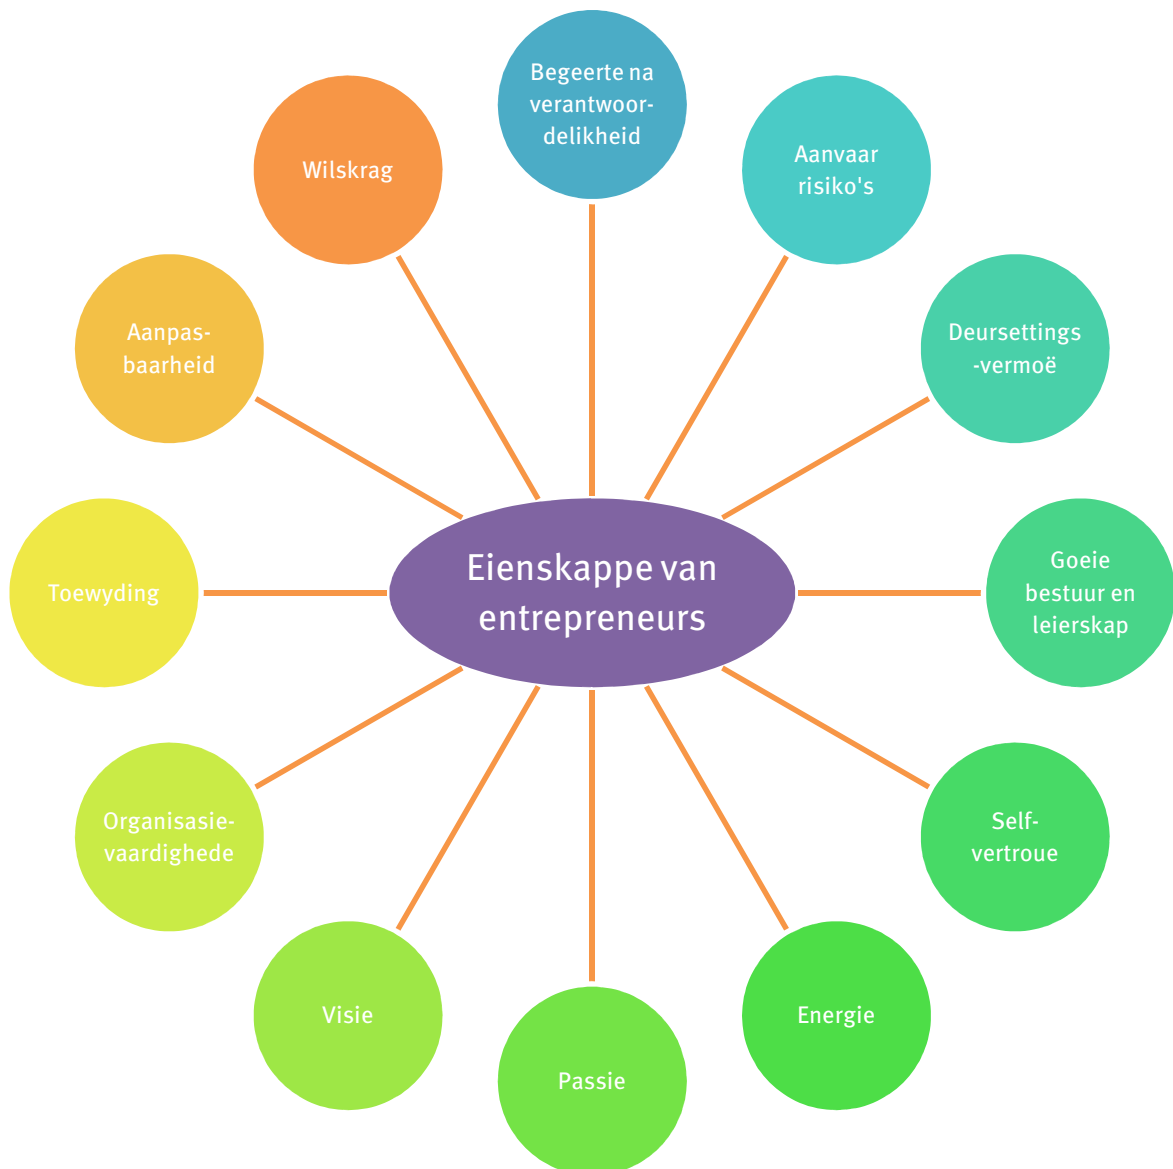 Eienskappe van
entrepreneurs
Begeerte na
verantwoor-
delikheid
Aanvaar
risiko's
Deursettings
-vermoë
Goeie
bestuur en
leierskap
Self-
vertroue
Energie
Passie
Visie
Organisasie-
vaardighede
Toewyding
Aanpas-
baarheid
Wilskrag